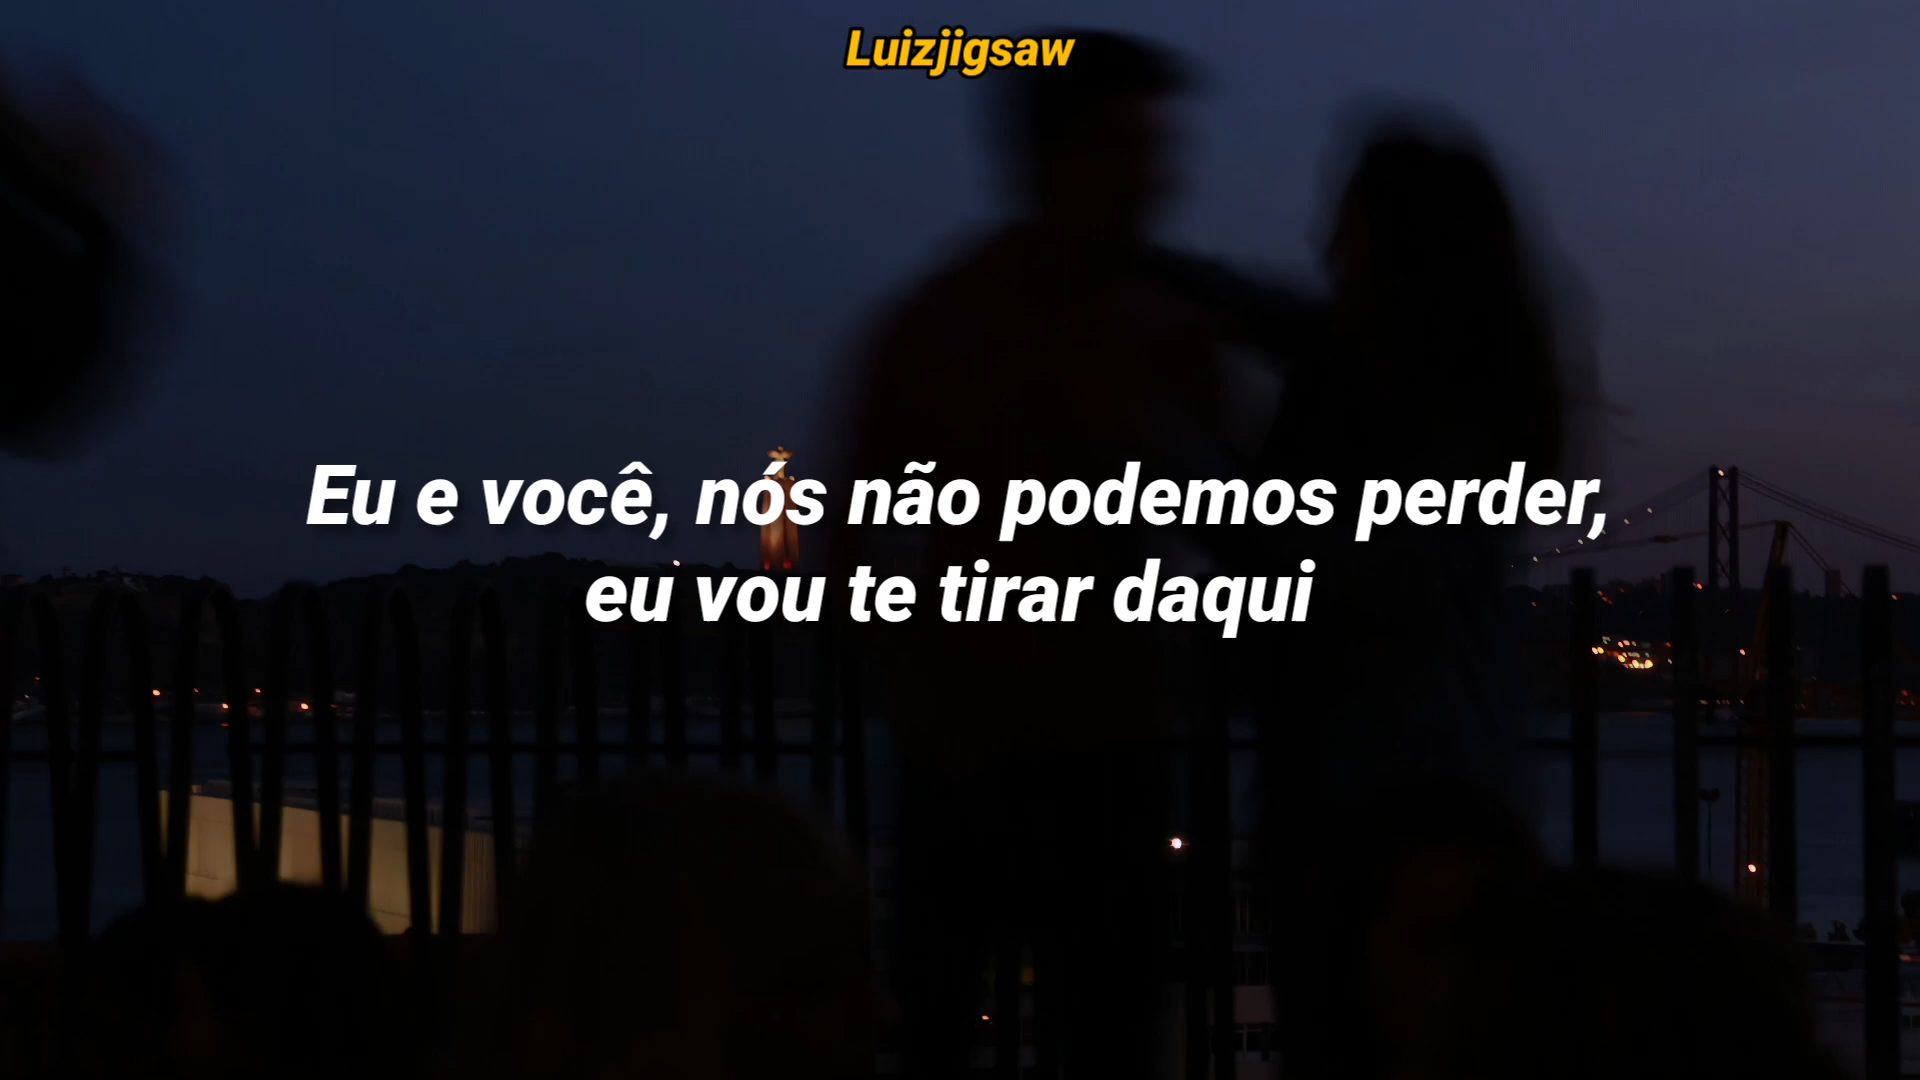 Luizjigsaw
Eu e você, nós não podemos perder,
eu vou te tirar daqui